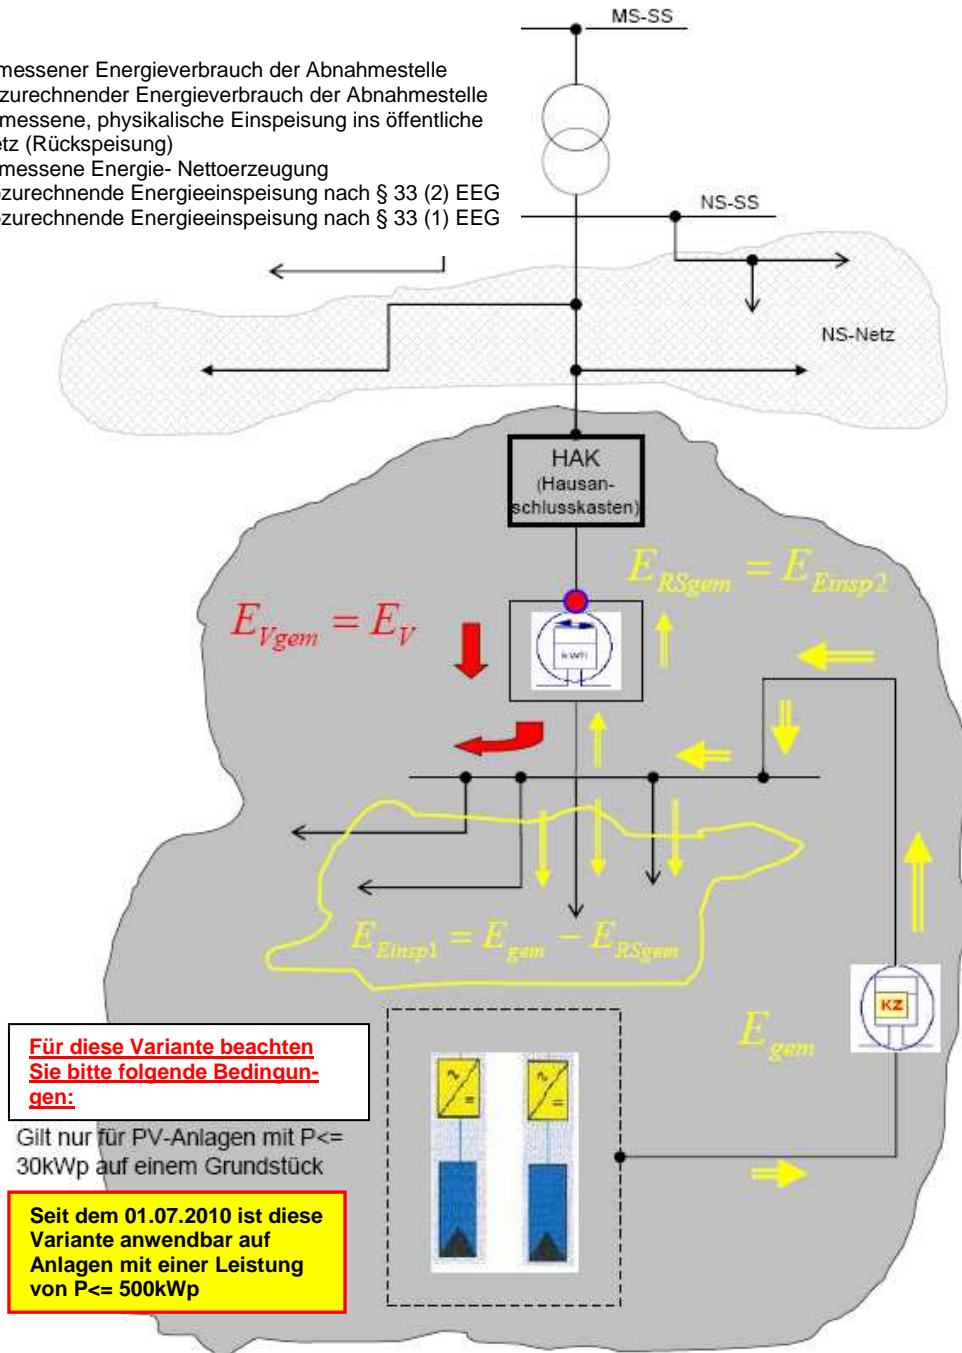 MS-SS
messener Energieverbrauch der Abnahmestelle
zurechnender Energieverbrauch der Abnahmestelle
messene, physikalische Einspeisung ins öffentliche
etz (Rückspeisung)
messene Energie- Nettoerzeugung
zurechnende Energieeinspeisung nach § 33 (2) EEG
zurechnende Energieeinspeisung nach § 33 (1) EEG
NS-SS
NS-Netz
HAK
(Hausan-
schlusskasten)
E_RSgem = E_Einsp2
E_Vgem = E_V
kWh
E_Einsp1 = E_gem − E_RSgem
KZ
E_gem
Für diese Variante beachten
Sie bitte folgende Bedingun-
gen:
Gilt nur für PV-Anlagen mit P<=
30kWp auf einem Grundstück
Seit dem 01.07.2010 ist diese
Variante anwendbar auf
Anlagen mit einer Leistung
von P<= 500kWp